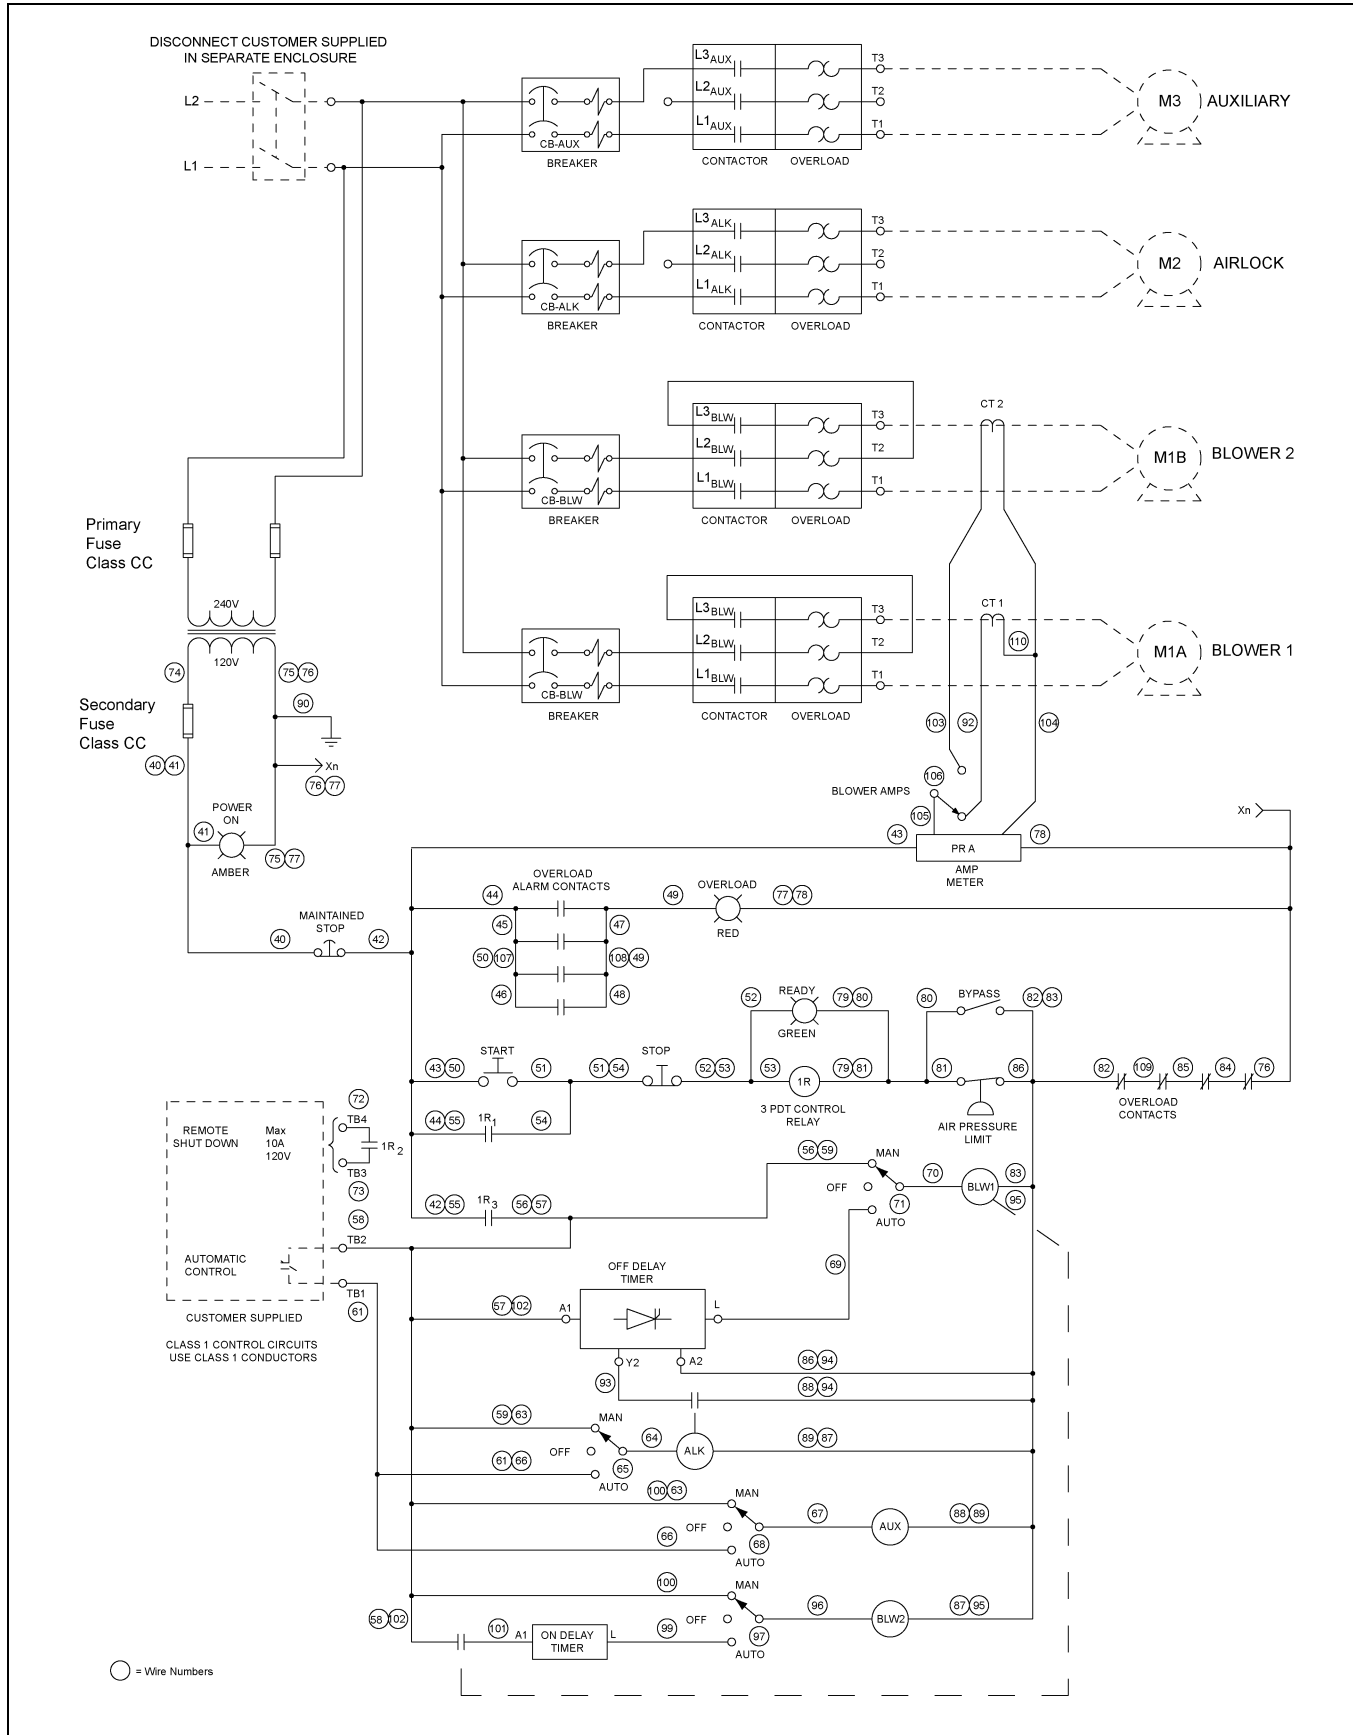 DISCONNECT CUSTOMER SUPPLIED
IN SEPARATE ENCLOSURE
L2
L1
CB-AUX
BREAKER
L3AUX
L2AUX
L1AUX
CONTACTOR
OVERLOAD
T3
T2
T1
M3
AUXILIARY
CB-ALK
BREAKER
L3ALK
L2ALK
L1ALK
CONTACTOR
OVERLOAD
T3
T2
T1
M2
AIRLOCK
CB-BLW
BREAKER
L3BLW
L2BLW
L1BLW
CONTACTOR
OVERLOAD
T3
T2
T1
CT 2
M1B
BLOWER 2
CB-BLW
BREAKER
L3BLW
L2BLW
L1BLW
CONTACTOR
OVERLOAD
T3
T2
T1
CT 1
110
M1A
BLOWER 1
Primary
Fuse
Class CC
240V
120V
74
75 76
90
Secondary
Fuse
Class CC
40 41
Xn
76 77
POWER
ON
41
75 77
AMBER
103
92
104
106
BLOWER AMPS
105
43
78
PR A
AMP
METER
Xn
MAINTAINED
STOP
40
42
OVERLOAD
ALARM CONTACTS
44
45
47
50 107
108 49
46
48
49
OVERLOAD
77 78
RED
52
READY
79 80
GREEN
80
BYPASS
82 83
43 50
START
51
51 54
STOP
52 53
53
1R
79 81
3 PDT CONTROL
RELAY
81
86
AIR PRESSURE
LIMIT
82
109
85
84
76
OVERLOAD
CONTACTS
44 55
1R1
54
REMOTE
SHUT DOWN
Max
10A
120V
72
TB4
1R2
TB3
73
58
TB2
AUTOMATIC
CONTROL
TB1
61
CUSTOMER SUPPLIED
CLASS 1 CONTROL CIRCUITS
USE CLASS 1 CONDUCTORS
42 55
1R3
56 57
56 59
MAN
OFF
AUTO
71
70
BLW1
83
95
69
OFF DELAY
TIMER
57 102
A1
L
Y2
A2
86 94
93
88 94
59 63
MAN
OFF
61 66
65
AUTO
64
ALK
89 87
100 63
MAN
OFF
66
68
AUTO
67
AUX
88 89
100
MAN
OFF
97
AUTO
96
BLW2
87 95
58 102
101
A1
ON DELAY
TIMER
L
99
= Wire Numbers